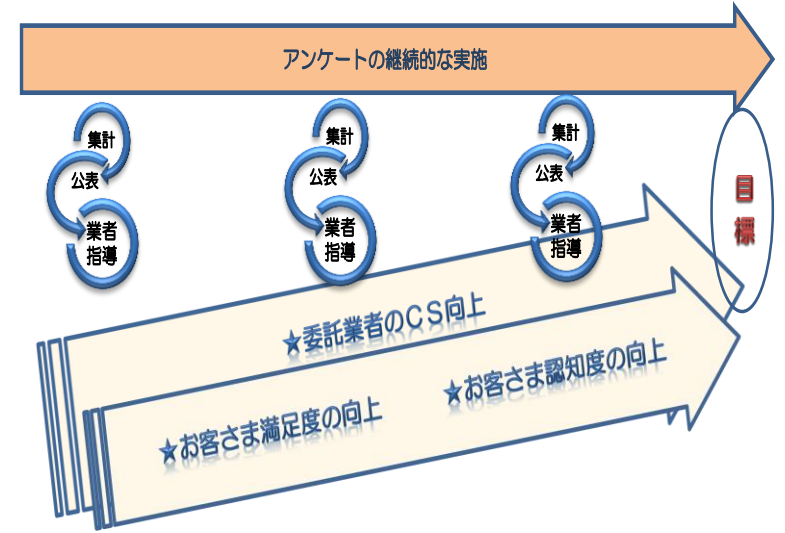 アンケートの継続的な実施
集計
公表
業者
指導
集計
公表
業者
指導
集計
公表
業者
指導
目
標
★委託業者のCS向上
★お客さま満足度の向上
★お客さま認知度の向上